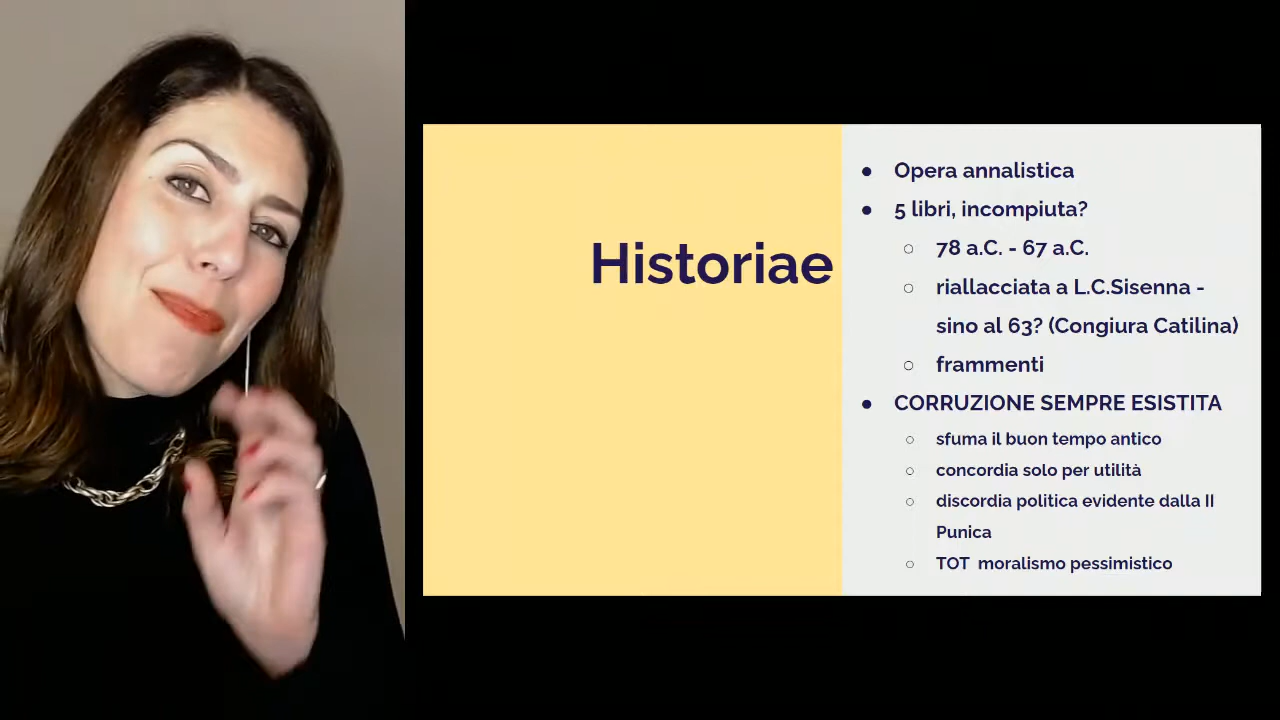 Historiae
Opera annalistica
5 libri, incompiuta?
78 a.C. - 67 a.C.
riallacciata a L.C.Sisenna -
sino al 63? (Congiura Catilina)
frammenti
CORRUZIONE SEMPRE ESISTITA
sfuma il buon tempo antico
concordia solo per utilità
discordia politica evidente dalla II
Punica
TOT moralismo pessimistico